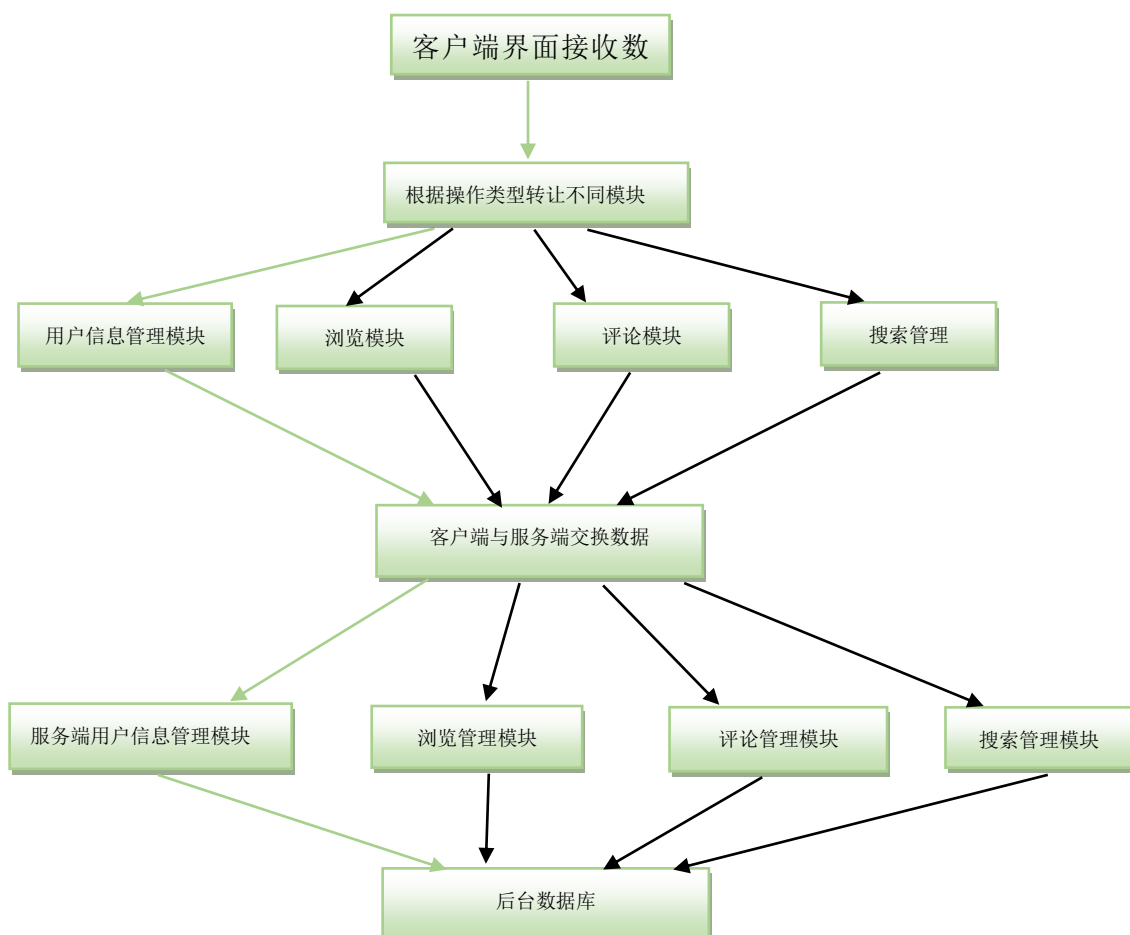 客户端界面接收数
根据操作类型转让不同模块
用户信息管理模块
浏览模块
评论模块
搜索管理
客户端与服务端交换数据
服务端用户信息管理模块
浏览管理模块
评论管理模块
搜索管理模块
后台数据库